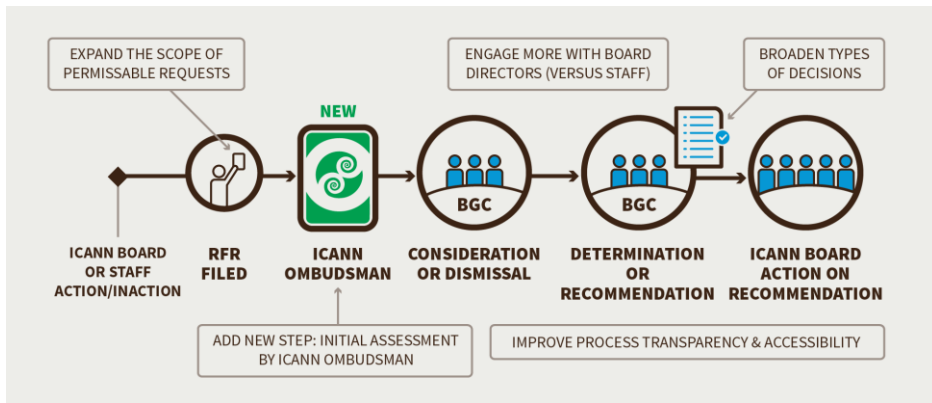 EXPAND THE SCOPE OF
PERMISSABLE REQUESTS
ENGAGE MORE WITH BOARD
DIRECTORS (VERSUS STAFF)
BROADEN TYPES
OF DECISIONS
NEW
BGC
BGC
ICANN BOARD
OR STAFF
ACTION/INACTION
RFR
FILED
ICANN
OMBUDSMAN
CONSIDERATION
OR DISMISSAL
DETERMINATION
OR
RECOMMENDATION
ICANN BOARD
ACTION ON
RECOMMENDATION
ADD NEW STEP: INITIAL ASSESSMENT
BY ICANN OMBUDSMAN
IMPROVE PROCESS TRANSPARENCY & ACCESSIBILITY